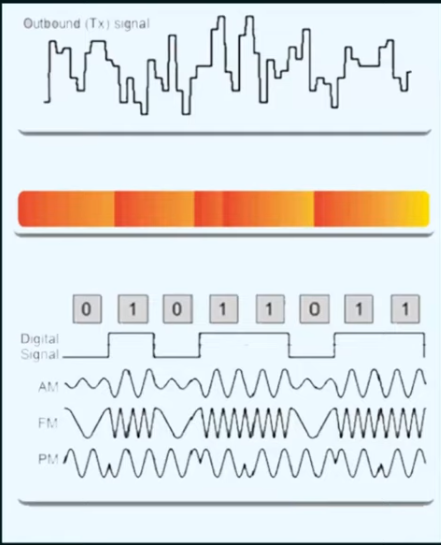 Outbound (Tx) signal
0 1 0 1 1 0 1 1
Digital
Signal
AM
FM
PM